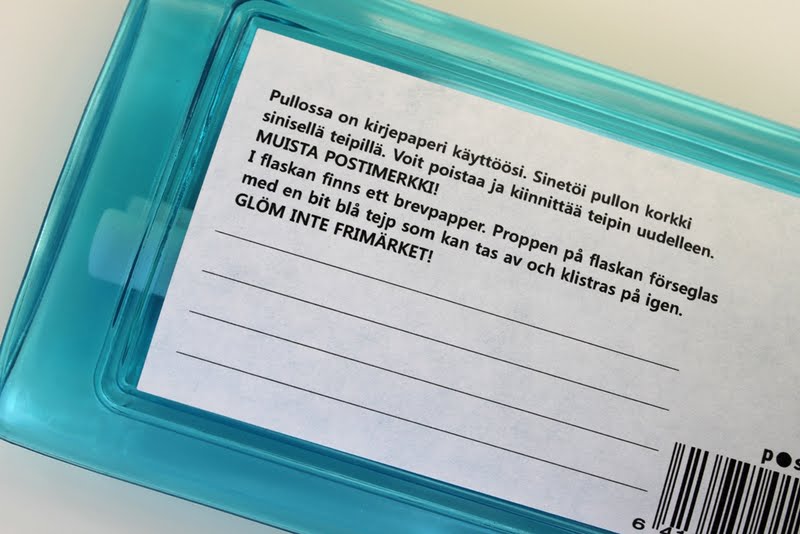 Pullossa on kirjepaperi käyttöösi. Sinetöi pullon korkki
sinisellä teipillä. Voit poistaa ja kiinnittää teipin uudelleen.
MUISTA POSTIMERKKI!
I flaskan finns ett brevpapper. Proppen på flaskan förseglas
med en bit blå tejp som kan tas av och klistras på igen.
GLÖM INTE FRIMÄRKET!